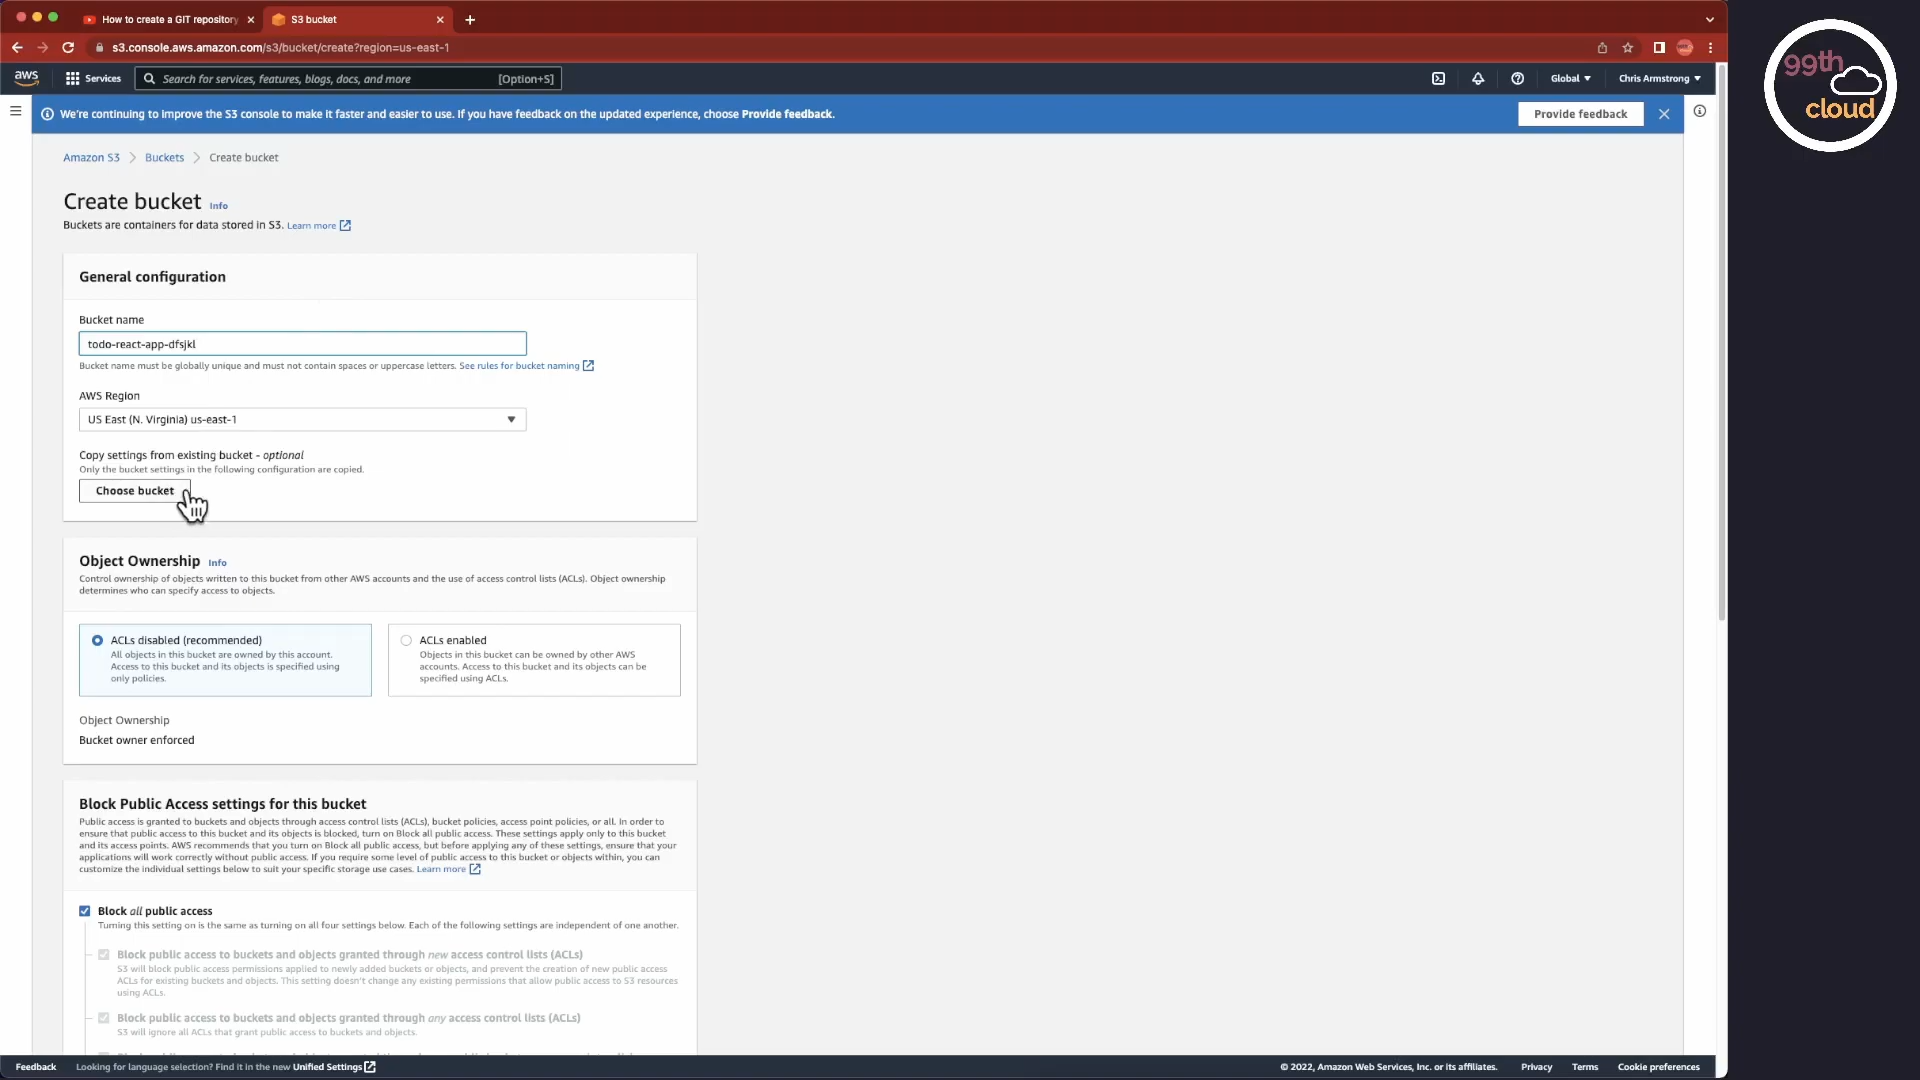 How to create a GIT repository
S3 bucket
s3.console.aws.amazon.com/s3/bucket/create?region=us-east-1
aws
Services
Search for services, features, blogs, docs, and more
[Option+S]
Global
Chris Armstrong
We're continuing to improve the S3 console to make it faster and easier to use. If you have feedback on the updated experience, choose Provide feedback.
Provide feedback
99th
cloud
Amazon S3
Buckets
Create bucket
Create bucket
Info
Buckets are containers for data stored in S3. Learn more
General configuration
Bucket name
todo-react-app-dfsjkl
Bucket name must be globally unique and must not contain spaces or uppercase letters. See rules for bucket naming
AWS Region
US East (N. Virginia) us-east-1
Copy settings from existing bucket - optional
Only the bucket settings in the following configuration are copied.
Choose bucket
Object Ownership
Info
Control ownership of objects written to this bucket from other AWS accounts and the use of access control lists (ACLs). Object ownership
determines who can specify access to objects.
ACLs disabled (recommended)
All objects in this bucket are owned by this account.
Access to this bucket and its objects is specified using
only policies.
ACLs enabled
Objects in this bucket can be owned by other AWS
accounts. Access to this bucket and its objects can be
specified using ACLs.
Object Ownership
Bucket owner enforced
Block Public Access settings for this bucket
Public access is granted to buckets and objects through access control lists (ACLs), bucket policies, access point policies, or all. In order to
ensure that public access to this bucket and its objects is blocked, turn on Block all public access. These settings apply only to this bucket
and its access points. AWS recommends that you turn on Block all public access, but before applying any of these settings, ensure that your
applications will work correctly without public access. If you require some level of public access to this bucket or objects within, you can
customize the individual settings below to suit your specific storage use cases. Learn more
Block all public access
Turning this setting on is the same as turning on all four settings below. Each of the following settings are independent of one another.
Block public access to buckets and objects granted through new access control lists (ACLs)
S3 will block public access permissions applied to newly added buckets or objects, and prevent the creation of new public access
ACLs for existing buckets and objects. This setting doesn't change any existing permissions that allow public access to S3 resources
using ACLs.
Block public access to buckets and objects granted through any access control lists (ACLs)
S3 will ignore all ACLs that grant public access to buckets and objects.
Feedback
Looking for language selection? Find it in the new Unified Settings
© 2022, Amazon Web Services, Inc. or its affiliates.
Privacy
Terms
Cookie preferences